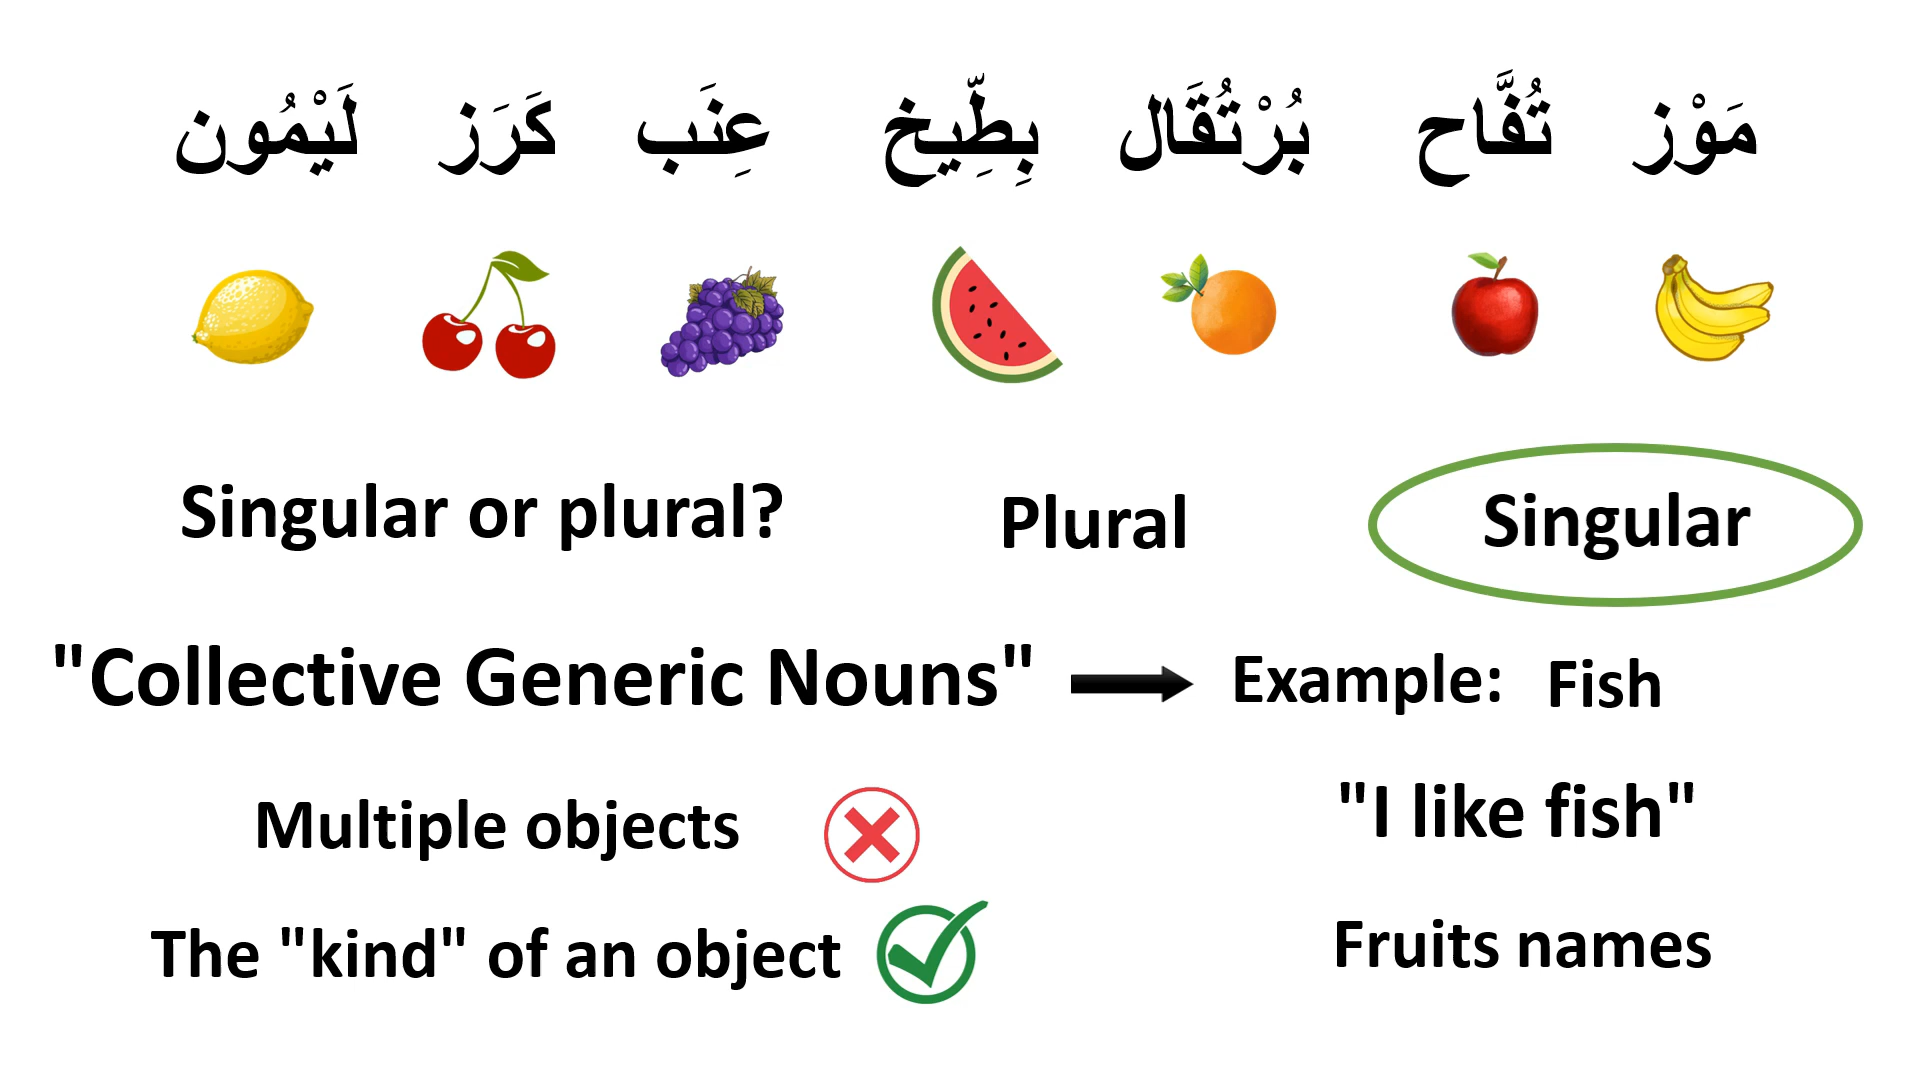 مَوْز تُفَّاح بُرْتُقَال بِطِّيخ عِنَب كَرَز لَيْمُون
Singular or plural? Plural Singular
"Collective Generic Nouns" Example: Fish
Multiple objects "I like fish"
The "kind" of an object Fruits names